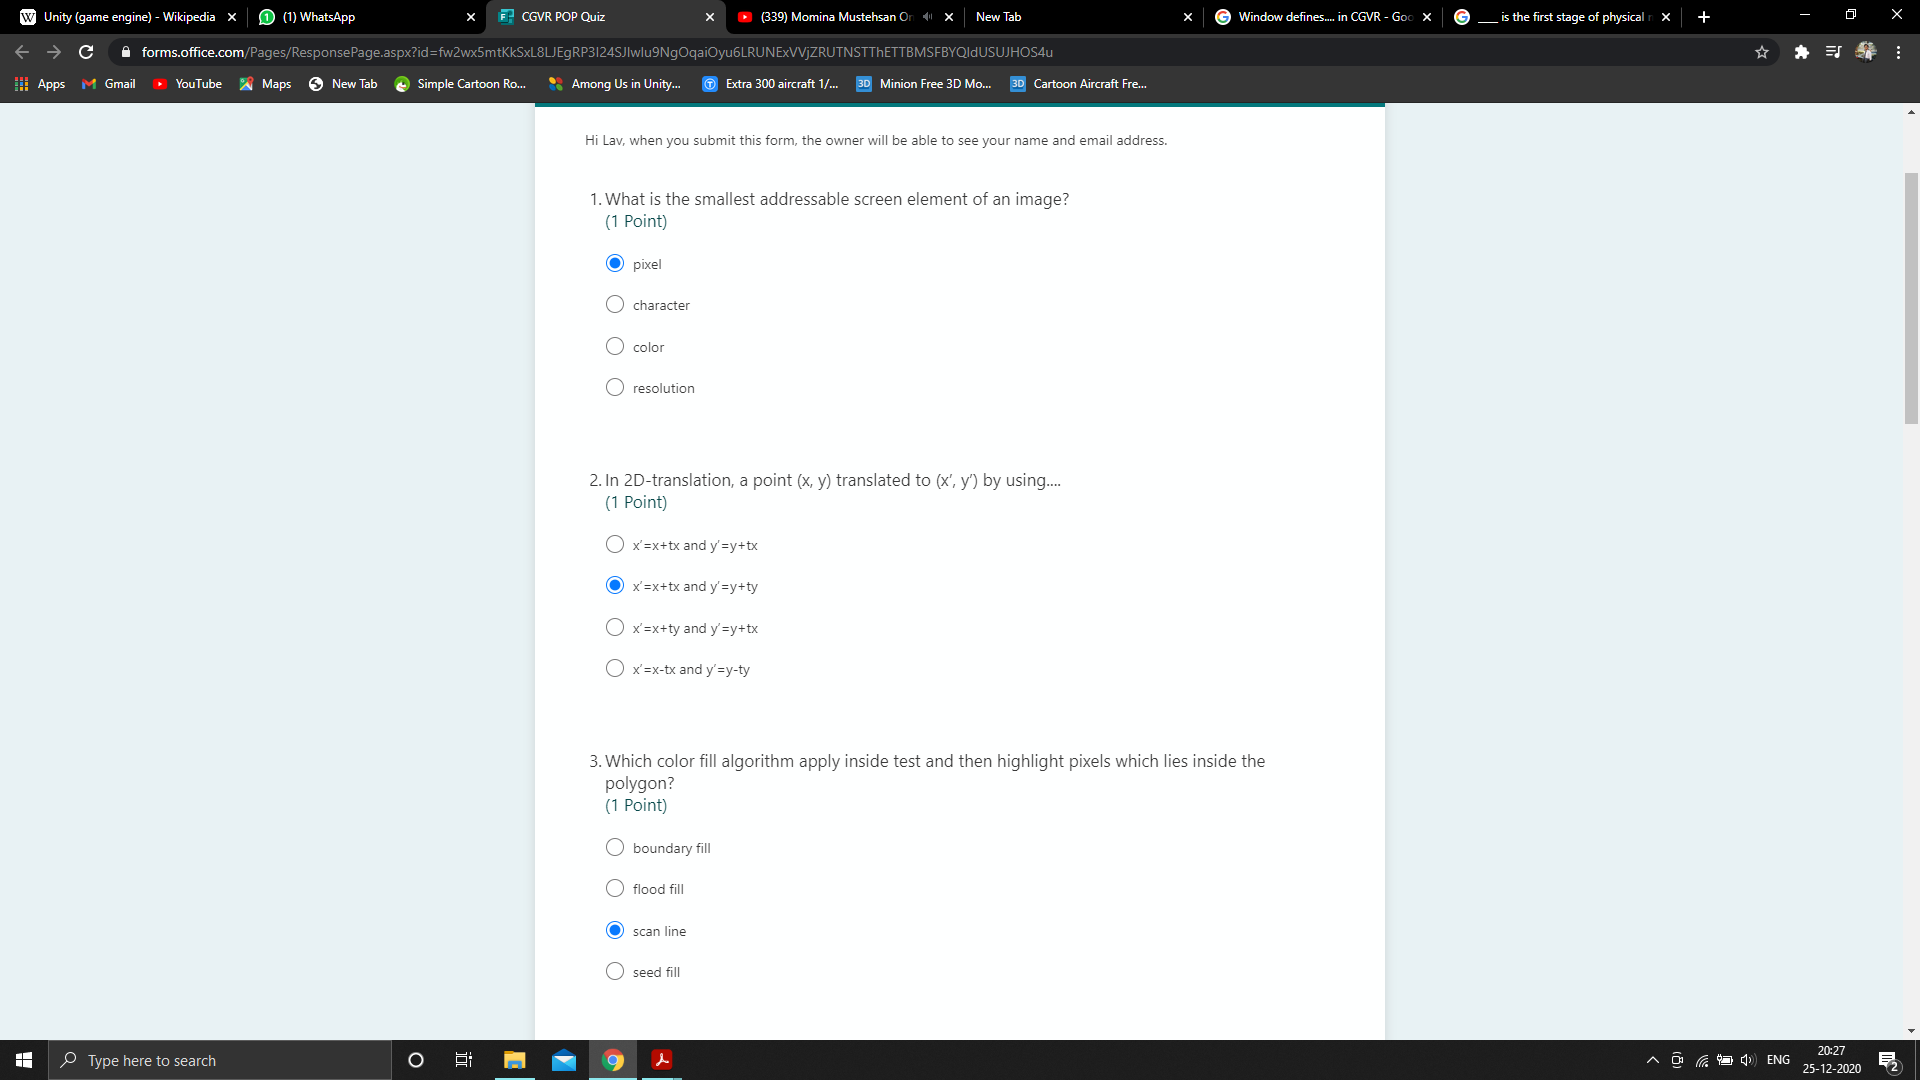 Unity (game engine) - Wikipedia
(1) WhatsApp
CGVR POP Quiz
(339) Momina Mustehsan On
New Tab
Window defines.... in CGVR - Goo
____ is the first stage of physical
forms.office.com/Pages/ResponsePage.aspx?id=
Apps
Gmail
YouTube
Maps
New Tab
Simple Cartoon Ro...
Among Us in Unity...
Extra 300 aircraft 1/...
3D Minion Free 3D Mo...
3D Cartoon Aircraft Fre...
Hi Lav, when you submit this form, the owner will be able to see your name and email address.
1. What is the smallest addressable screen element of an image?
(1 Point)
pixel
character
color
resolution
2. In 2D-translation, a point (x, y) translated to (x', y') by using....
(1 Point)
x'=x+tx and y'=y+tx
x'=x+tx and y'=y+ty
x'=x+ty and y'=y+tx
x'=x-tx and y'=y-ty
3. Which color fill algorithm apply inside test and then highlight pixels which lies inside the
polygon?
(1 Point)
boundary fill
flood fill
scan line
seed fill
Type here to search
ENG
20:27
25-12-2020
2